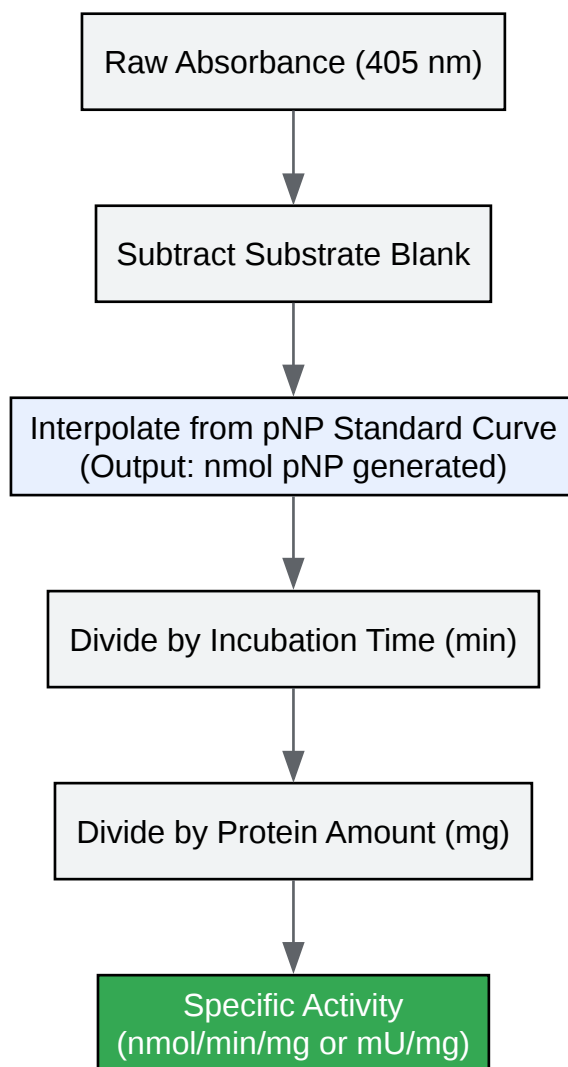 Raw Absorbance (405 nm)
Subtract Substrate Blank
Interpolate from pNP Standard Curve
(Output: nmol pNP generated)
Divide by Incubation Time (min)
Divide by Protein Amount (mg)
Specific Activity
(nmol/min/mg or mU/mg)